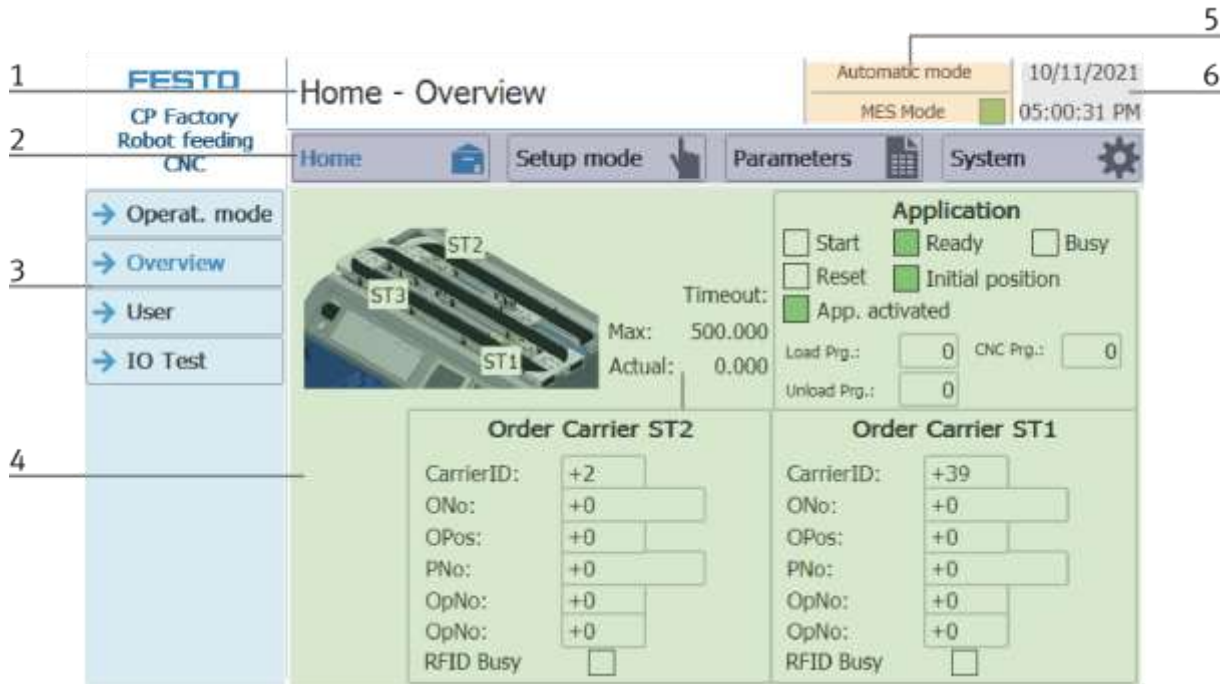 5
1
FESTO
CP Factory
Robot feeding
CNC
Home - Overview
Automatic mode
MES Mode
10/11/2021
05:00:31 PM
6
2
Home
Setup mode
Parameters
System
3
Operat. mode
Overview
User
IO Test
ST2
ST3
ST1
Timeout:
Max: 500.000
Actual: 0.000
Application
Start Ready Busy
Reset Initial position
App. activated
Load Prg.: 0 CNC Prg.: 0
Unload Prg.: 0
4
Order Carrier ST2
CarrierID: +2
ONo: +0
OPos: +0
PNo: +0
OpNo: +0
OpNo: +0
RFID Busy
Order Carrier ST1
CarrierID: +39
ONo: +0
OPos: +0
PNo: +0
OpNo: +0
OpNo: +0
RFID Busy